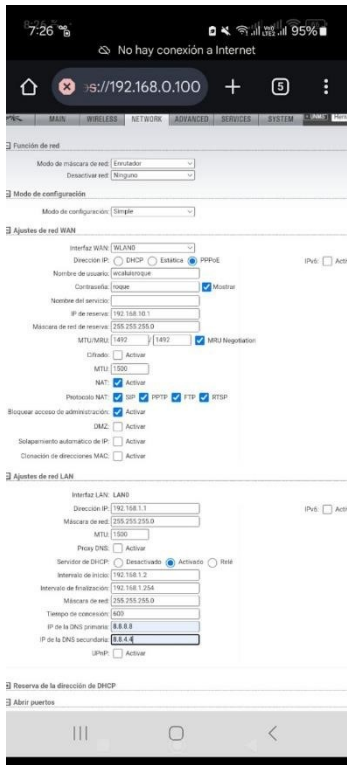 7:26
95%
No hay conexión a Internet
s://192.168.0.100
5
MAIN WIRELESS NETWORK ADVANCED SERVICES SYSTEM
Función de red
Modo de máscara de red: Enrutador
Desactivar red: Ninguno
Modo de configuración
Modo de configuración: Simple
Ajustes de red WAN
Interfaz WAN: WLAN0
Dirección IP: DHCP Estática PPPoE IPv6: Acti
Nombre de usuario: wcaluisroque
Contraseña: roque Mostrar
Nombre del servicio:
IP de reserva: 192.168.10.1
Máscara de red de reserva: 255.255.255.0
MTU/MRU: 1492 / 1492 MRU Negotiation
Cifrado: Activar
MTU: 1500
NAT: Activar
Protocolo NAT: SIP PPTP FTP RTSP
Bloquear acceso de administración: Activar
DMZ: Activar
Solapamiento automático de IP: Activar
Clonación de direcciones MAC: Activar
Ajustes de red LAN
Interfaz LAN: LAN0
Dirección IP: 192.168.1.1 IPv6: Acti
Máscara de red: 255.255.255.0
MTU: 1500
Proxy DNS: Activar
Servidor de DHCP: Desactivado Activado Relé
Intervalo de inicio: 192.168.1.2
Intervalo de finalización: 192.168.1.254
Máscara de red: 255.255.255.0
Tiempo de concesión: 600
IP de la DNS primaria: 8.8.8.8
IP de la DNS secundaria: 8.8.4.4
UPnP: Activar
Reserva de la dirección de DHCP
Abrir puertos